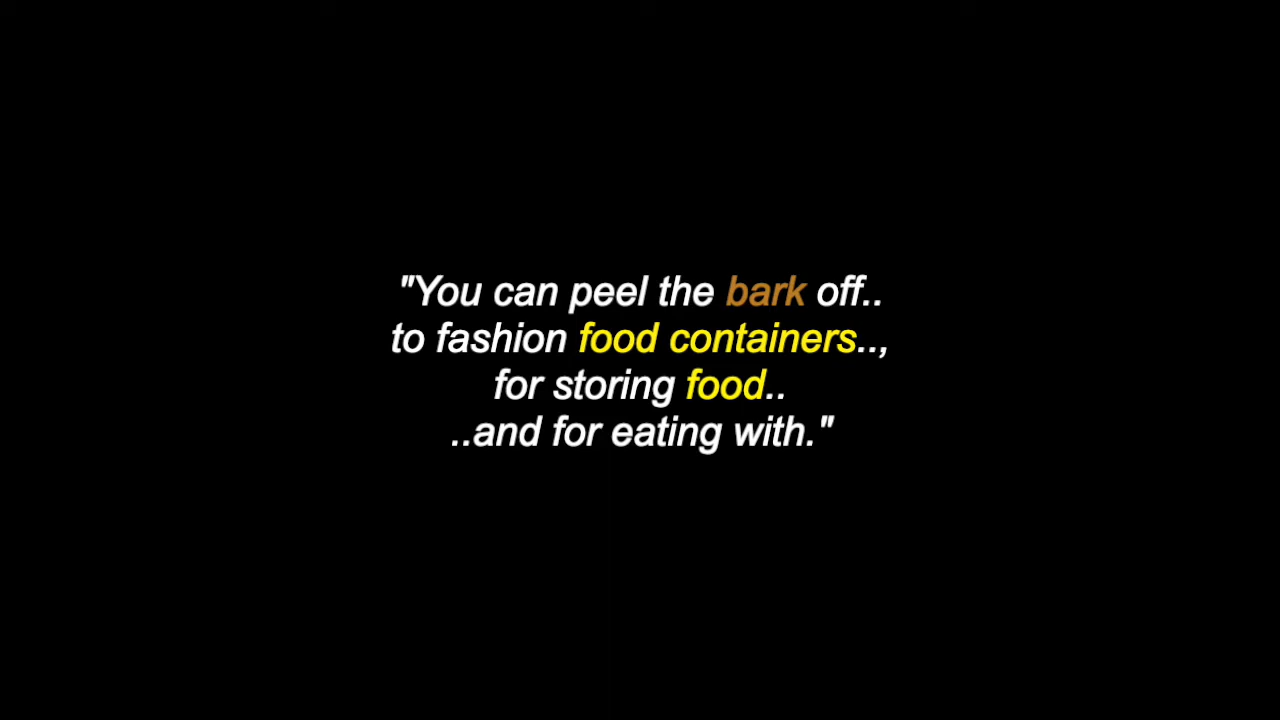 "You can peel the bark off..
to fashion food containers..,
for storing food..
..and for eating with."